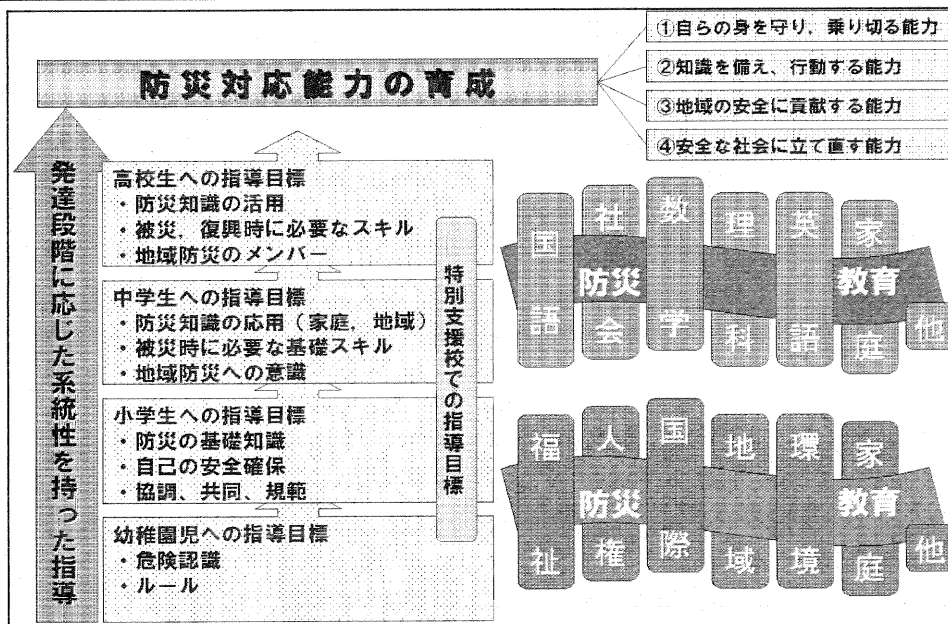 防災対応能力の育成
①自らの身を守り，乗り切る能力
②知識を備え、行動する能力
③地域の安全に貢献する能力
④安全な社会に立て直す能力
発達段階に応じた系統性を持った指導
高校生への指導目標
・防災知識の活用
・被災，復興時に必要なスキル
・地域防災のメンバー
中学生への指導目標
・防災知識の応用（家庭，地域）
・被災時に必要な基礎スキル
・地域防災への意識
小学生への指導目標
・防災の基礎知識
・自己の安全確保
・協調、共同、規範
幼稚園児への指導目標
・危険認識
・ルール
特別支援校での指導目標
国語
社会
数学
理科
英語
家庭
他
防災
教育
福祉
人権
国際
地域
環境
家庭
他
防災
教育